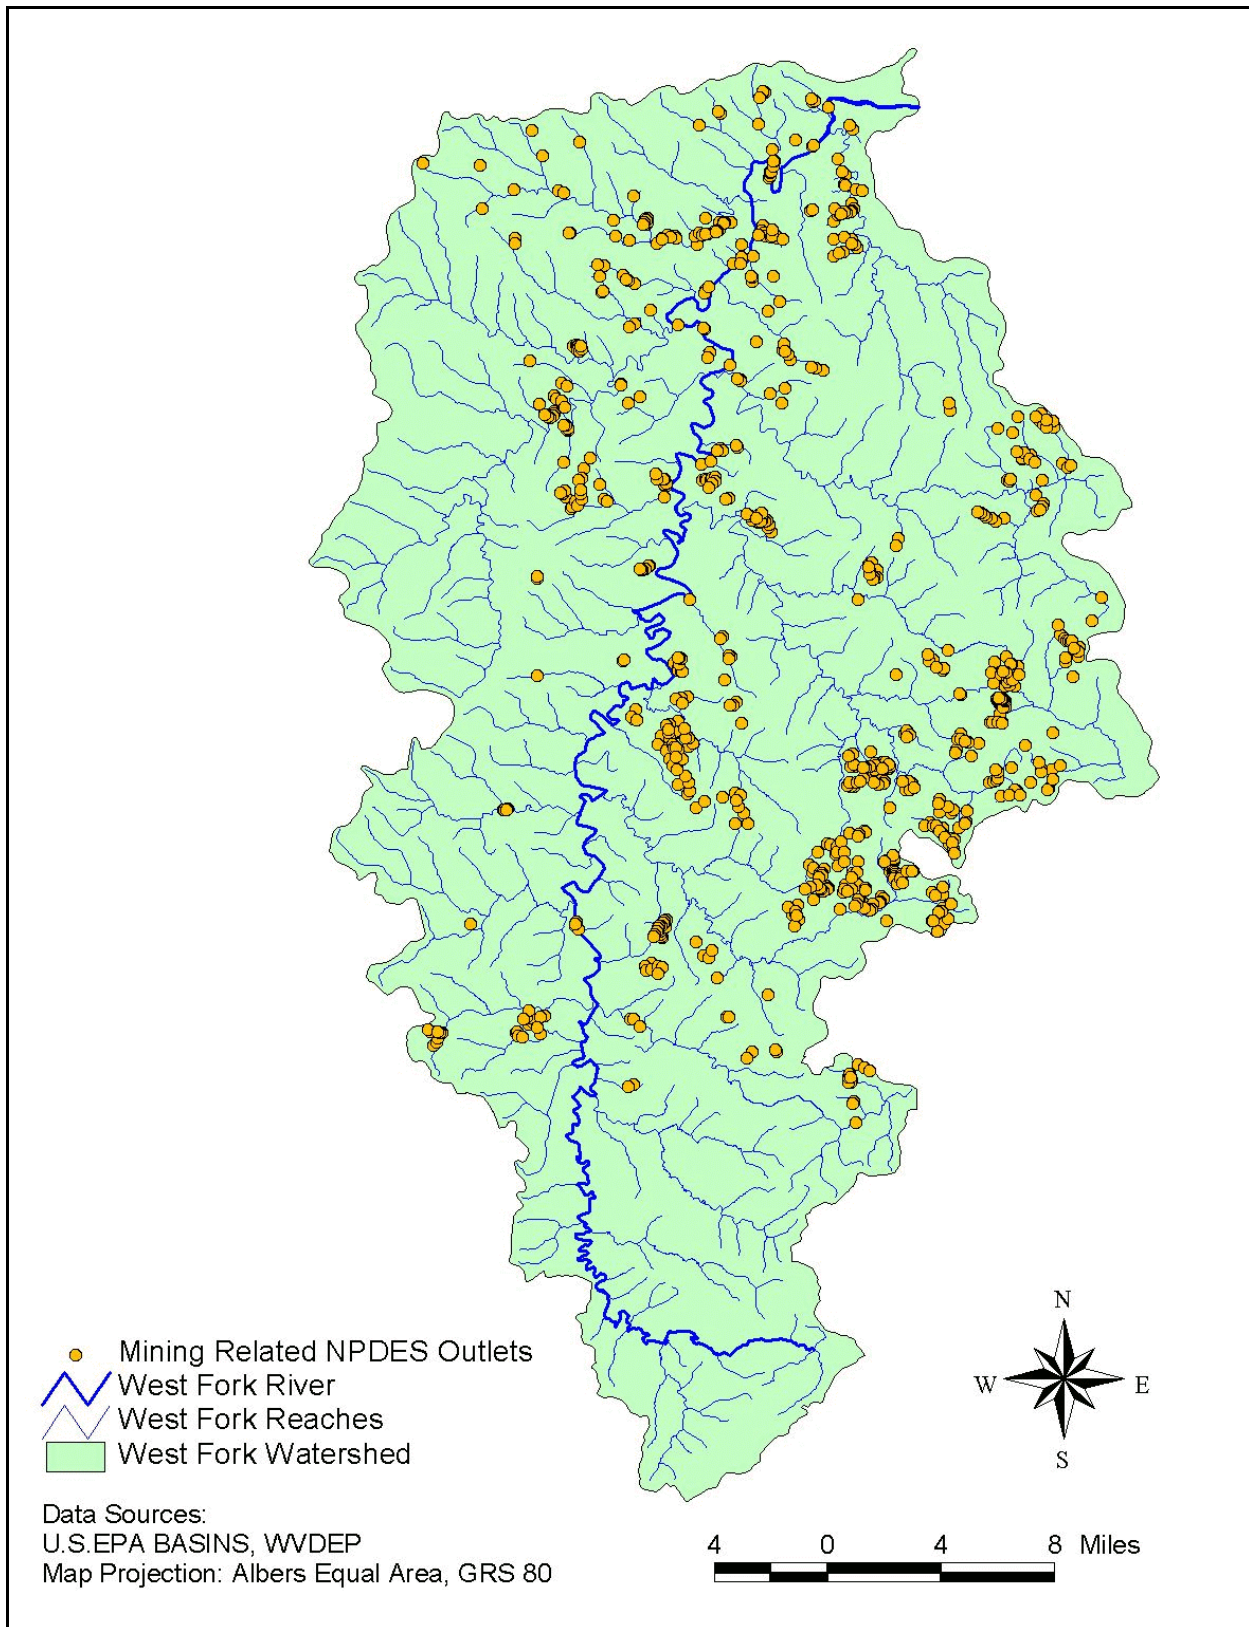 N
W E
S
Mining Related NPDES Outlets
West Fork River
West Fork Reaches
West Fork Watershed
Data Sources:
U.S.EPA BASINS, WVDEP
Map Projection: Albers Equal Area, GRS 80
4 0 4 8 Miles